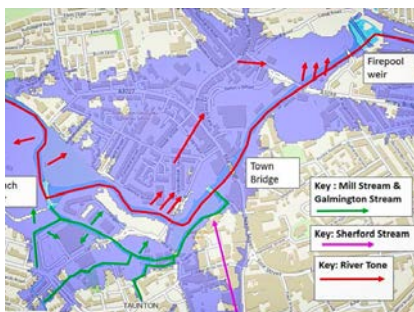 Firepool
weir
Town
Bridge
ach
Key : Mill Stream &
Galmington Stream
Key: Sherford Stream
Key: River Tone
TAUNTON